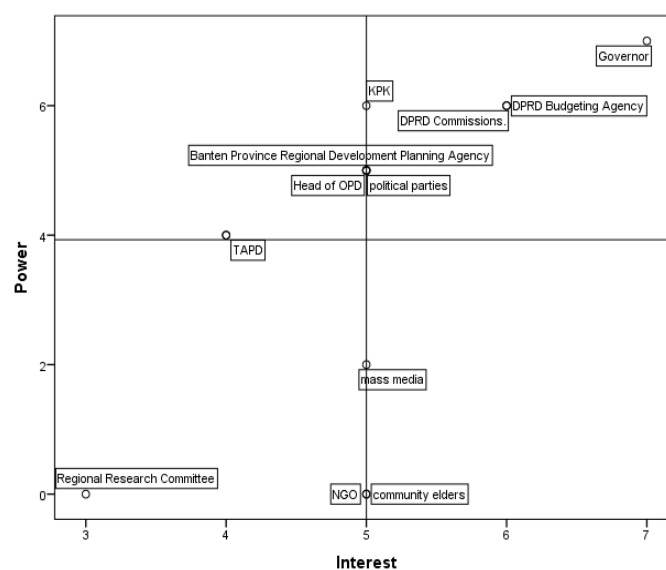 Governor
KPK
6
DPRD Budgeting Agency
DPRD Commissions.
Banten Province Regional Development Planning Agency
Head of OPD
political parties
4
TAPD
Power
2
mass media
Regional Research Committee
0
NGO
community elders
3
4
5
6
7
Interest